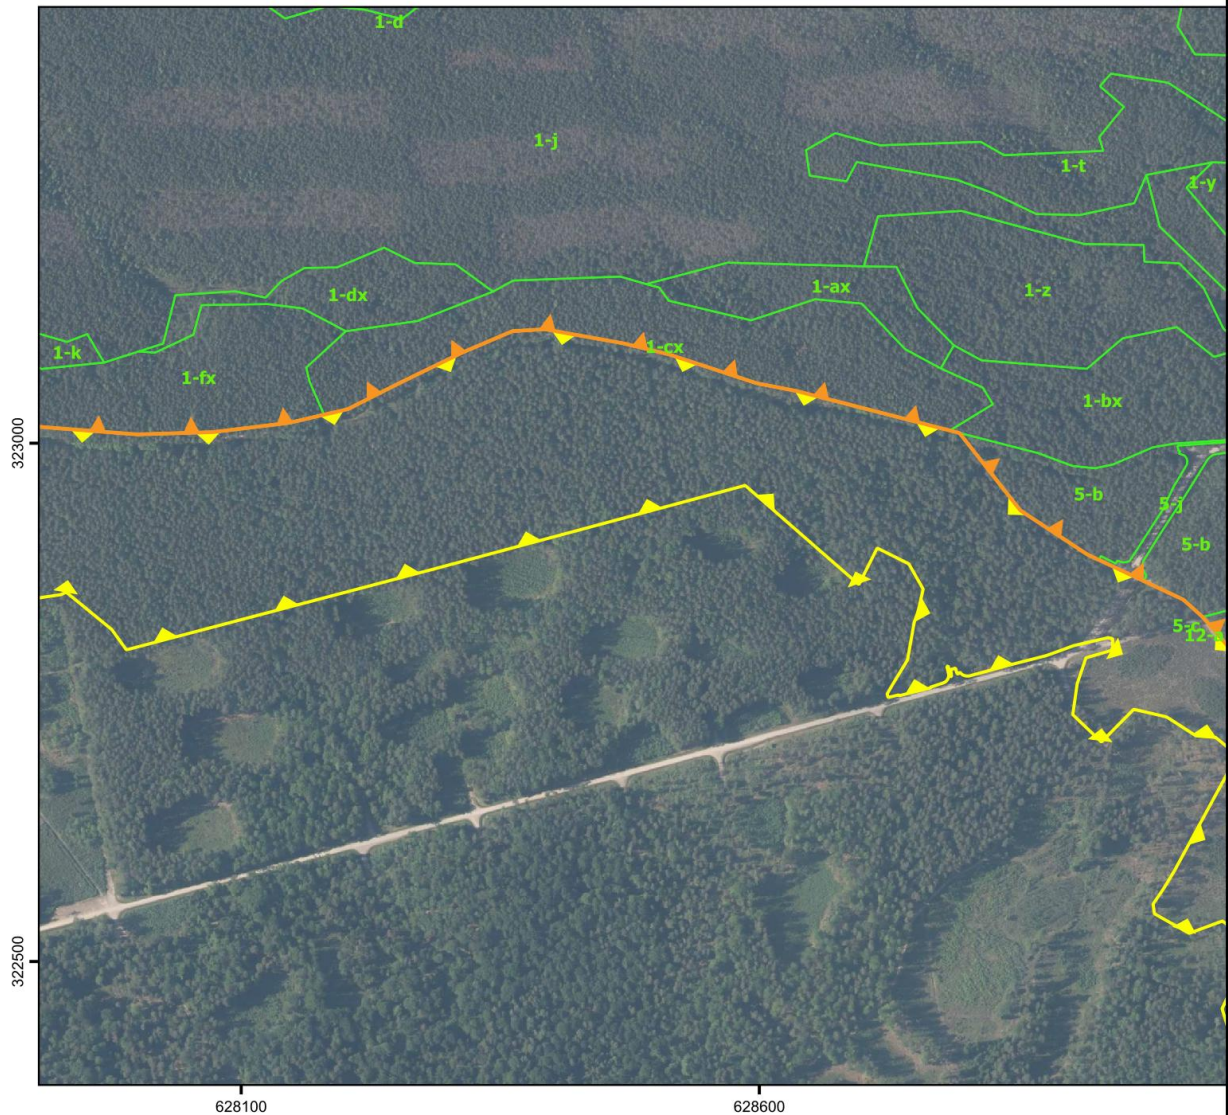 1-d
1-j
1-t
1-y
1-dx
1-ax
1-z
1-k
1-cx
1-fx
1-bx
323000
5-b
5-j
5-b
5-c
322500
628100
628600